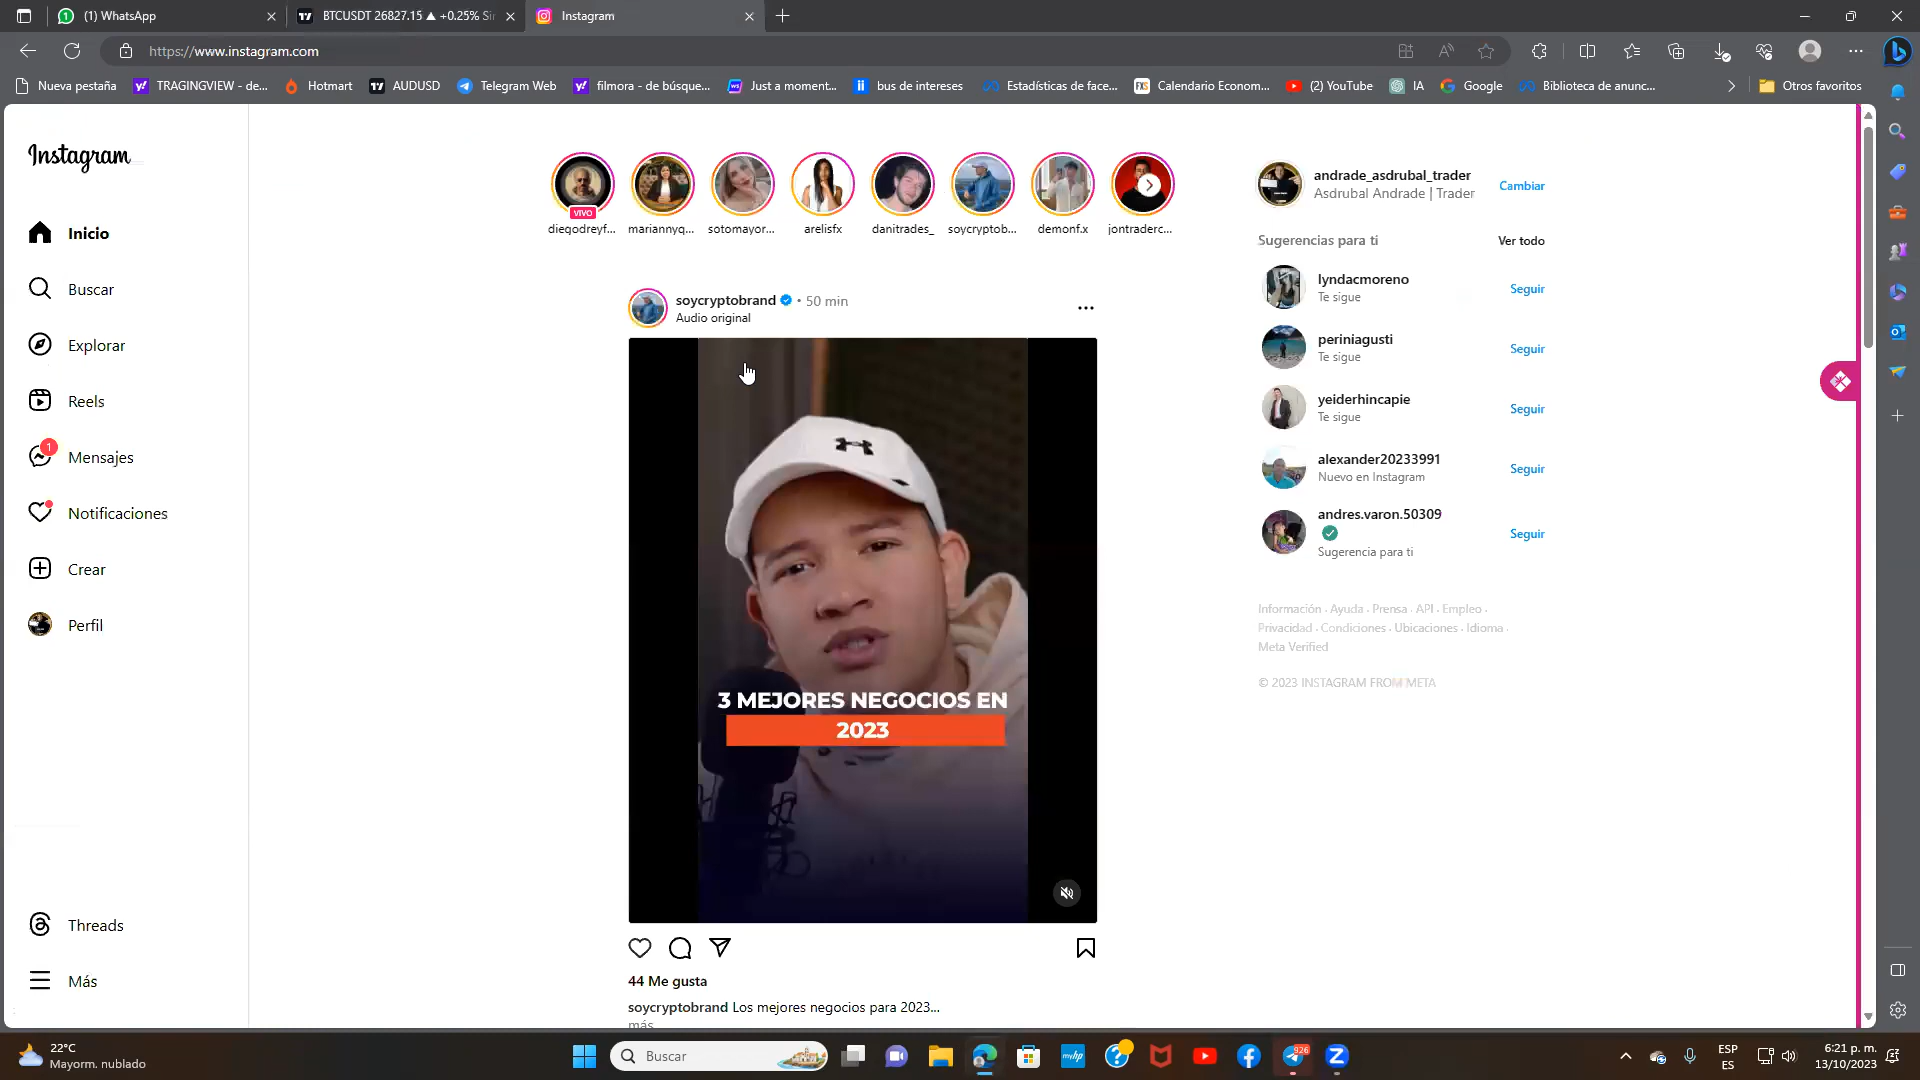 (1) WhatsApp
BTCUSDT 26827.15 ▲ +0.25% Si
Instagram
https://www.instagram.com
Nueva pestaña
TRAGINGVIEW - de...
Hotmart
AUDUSD
Telegram Web
filmora - de búsque...
Just a moment...
bus de intereses
Estadísticas de face...
Calendario Econom...
(2) YouTube
IA
Google
Biblioteca de anunc...
Otros favoritos
Instagram
Inicio
Buscar
Explorar
Reels
1
Mensajes
Notificaciones
Crear
Perfil
Threads
Más
VIVO
diegodreyf...
mariannyq...
sotomayor...
arelisfx
danitrades_
soycryptob...
demonf.x
jontraderc...
soycryptobrand • 50 min
Audio original
3 MEJORES NEGOCIOS EN
2023
44 Me gusta
soycryptobrand Los mejores negocios para 2023...
más
andrade_asdrubal_trader
Asdrubal Andrade | Trader
Cambiar
Sugerencias para ti
Ver todo
lyndacmoreno
Te sigue
Seguir
periniagusti
Te sigue
Seguir
yeiderhincapie
Te sigue
Seguir
alexander20233991
Nuevo en Instagram
Seguir
andres.varon.50309
Sugerencia para ti
Seguir
Información · Ayuda · Prensa · API · Empleo ·
Privacidad · Condiciones · Ubicaciones · Idioma ·
Meta Verified
© 2023 INSTAGRAM FROM META
22°C
Mayorm. nublado
Buscar
myhp
926
ESP
ES
6:21 p. m.
13/10/2023